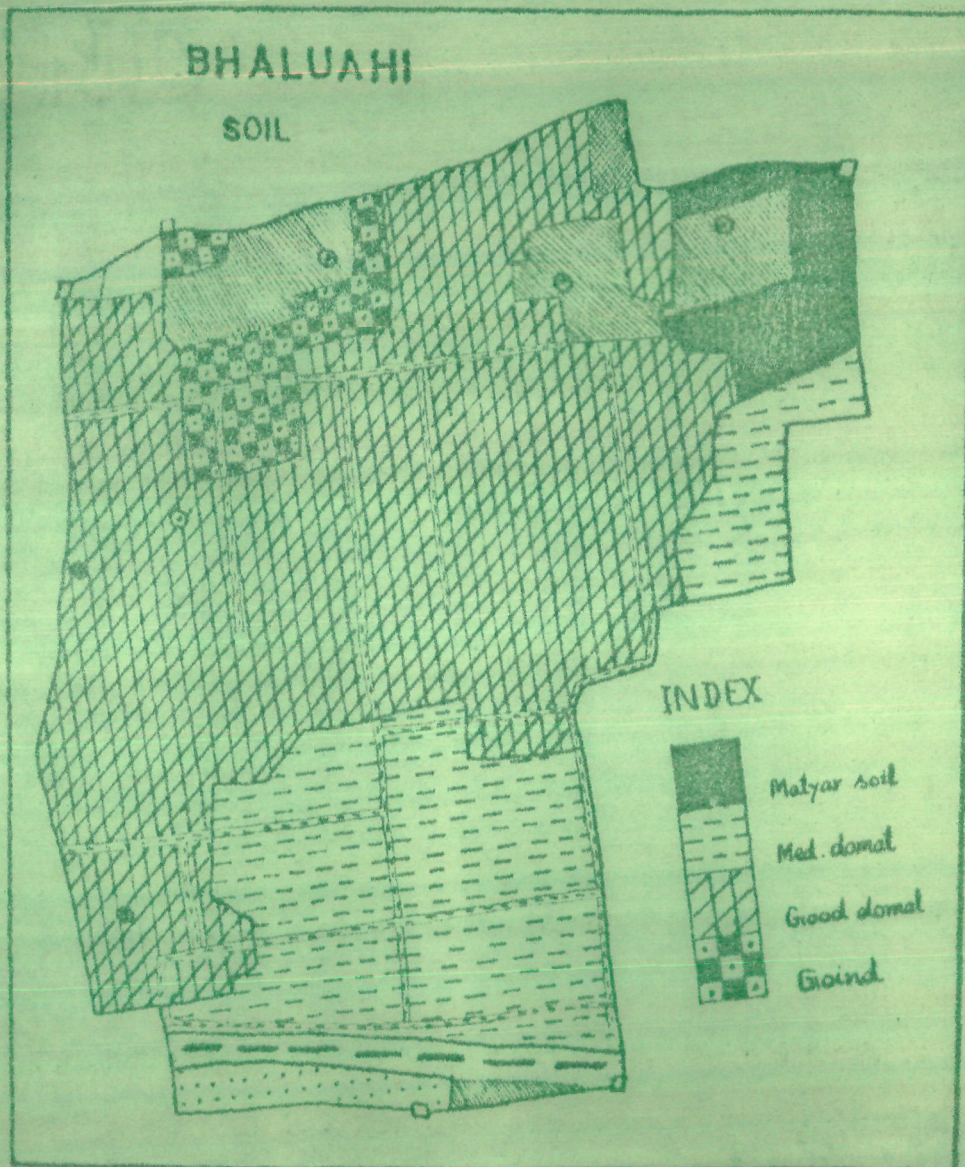 BHALUAHI
SOIL
INDEX
Matyar soil
Med. domat
Good domat
Goind